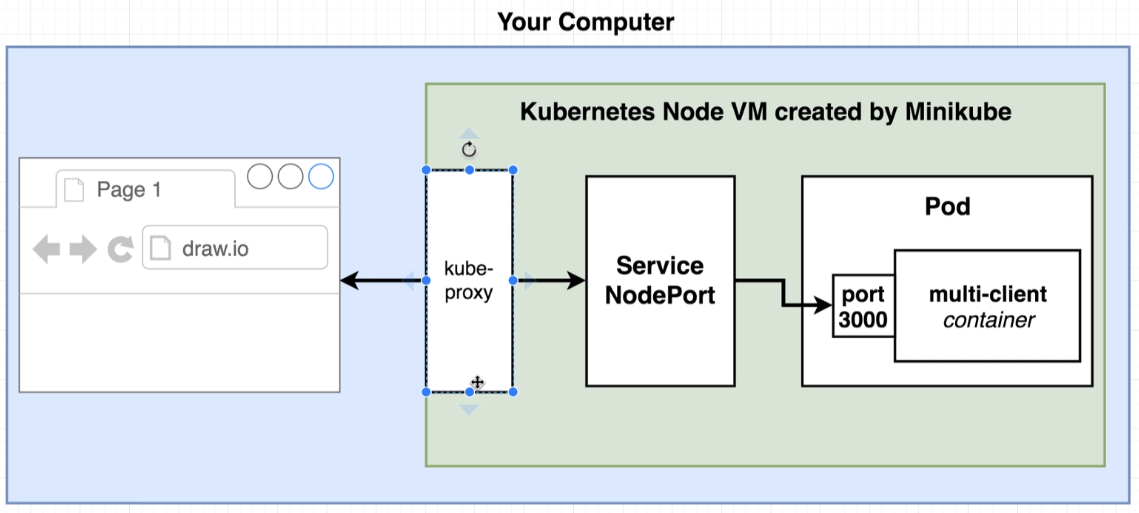 Your Computer
Kubernetes Node VM created by Minikube
Page 1
draw.io
kube-
proxy
Service
NodePort
Pod
port
3000
multi-client
container